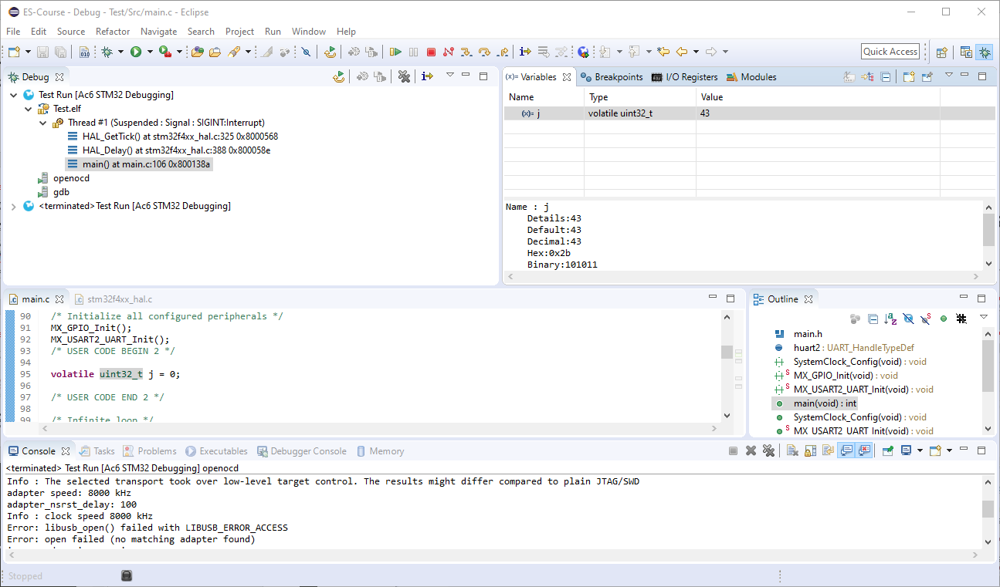 ES-Course - Debug - Test/Src/main.c - Eclipse
File Edit Source Refactor Navigate Search Project Run Window Help
Quick Access
Debug
Test Run [Ac6 STM32 Debugging]
Test.elf
Thread #1 (Suspended : Signal : SIGINT:Interrupt)
HAL_GetTick() at stm32f4xx_hal.c:325 0x8000568
HAL_Delay() at stm32f4xx_hal.c:388 0x800058e
main() at main.c:106 0x800138a
openocd
gdb
<terminated>Test Run [Ac6 STM32 Debugging]
(x)= Variables Breakpoints I/O Registers Modules
Name Type Value
(x)= j volatile uint32_t 43
Name : j
Details:43
Default:43
Decimal:43
Hex:0x2b
Binary:101011
main.c stm32f4xx_hal.c
90 /* Initialize all configured peripherals */
91 MX_GPIO_Init();
92 MX_USART2_UART_Init();
93 /* USER CODE BEGIN 2 */
94
95 volatile uint32_t j = 0;
96
97 /* USER CODE END 2 */
98
99 /* Infinite loop */
Outline
main.h
huart2 : UART_HandleTypeDef
SystemClock_Config(void) : void
S MX_GPIO_Init(void) : void
S MX_USART2_UART_Init(void) : void
main(void) : int
SystemClock_Config(void) : void
S MX_USART2_UART_Init(void) : void
Console Tasks Problems Executables Debugger Console Memory
<terminated> Test Run [Ac6 STM32 Debugging] openocd
Info : The selected transport took over low-level target control. The results might differ compared to plain JTAG/SWD
adapter speed: 8000 kHz
adapter_nsrst_delay: 100
Info : clock speed 8000 kHz
Error: libusb_open() failed with LIBUSB_ERROR_ACCESS
Error: open failed (no matching adapter found)
Stopped